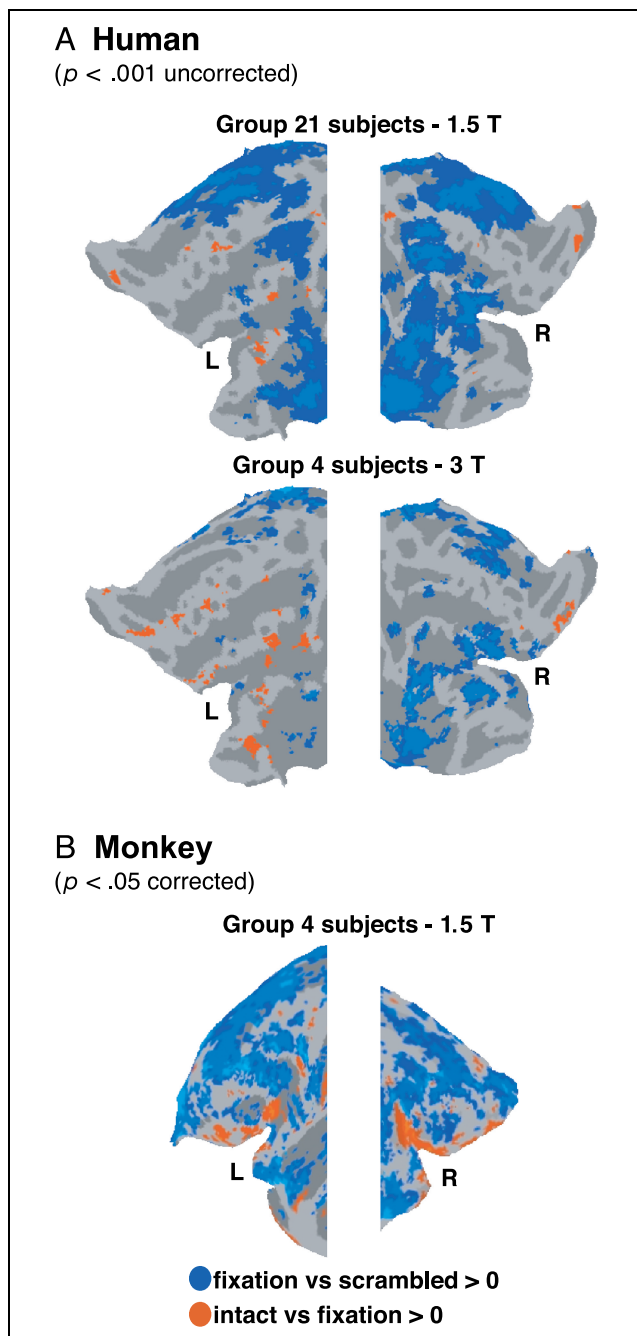 A Human
(p < .001 uncorrected)
Group 21 subjects - 1.5 T
L
R
Group 4 subjects - 3 T
L
R
B Monkey
(p < .05 corrected)
Group 4 subjects - 1.5 T
L
R
fixation vs scrambled > 0
intact vs fixation > 0